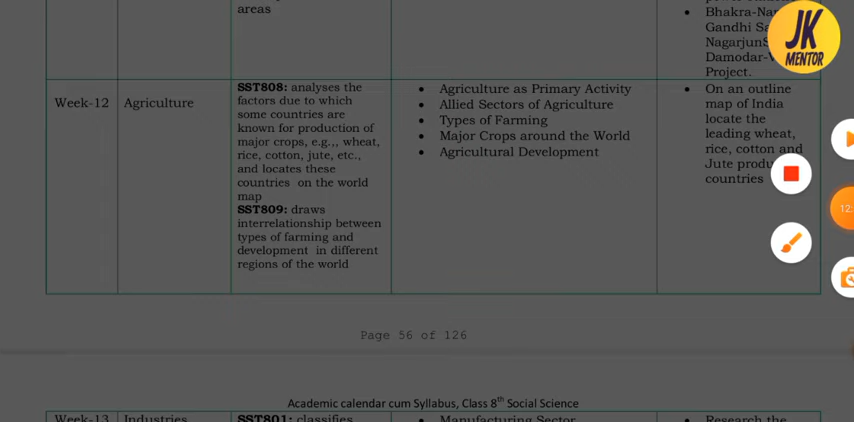 areas
Bhakra-Nan
Gandhi Sa
NagarjunS
Damodar-V
Project.
JK
MENTOR
Week-12
Agriculture
SST808: analyses the
factors due to which
some countries are
known for production of
major crops, e.g.,, wheat,
rice, cotton, jute, etc.,
and locates these
countries on the world
map
SST809: draws
interrelationship between
types of farming and
development in different
regions of the world
• Agriculture as Primary Activity
• Allied Sectors of Agriculture
• Types of Farming
• Major Crops around the World
• Agricultural Development
• On an outline
map of India
locate the
leading wheat,
rice, cotton and
Jute produ
countries
12:
Page 56 of 126
Academic calendar cum Syllabus, Class 8th Social Science
Week-13
Industries
SST801: classifies
• Manufacturing Sector
• Research the